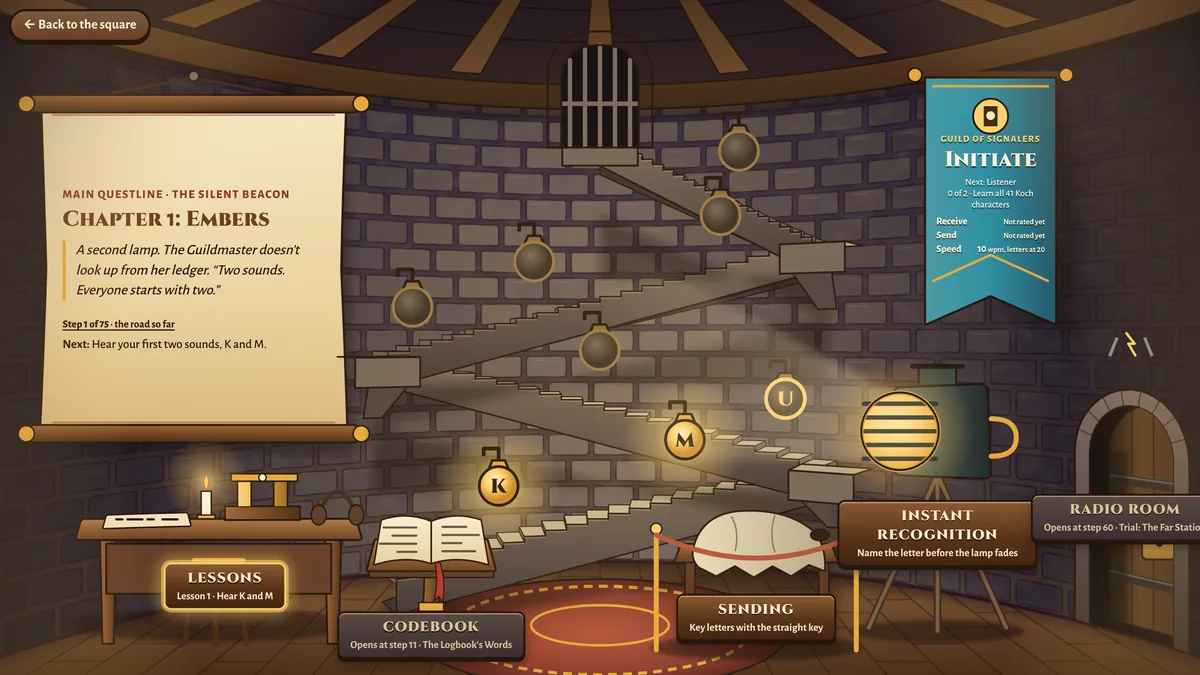 ← Back to the square
MAIN QUESTLINE · THE SILENT BEACON
CHAPTER 1: EMBERS
A second lamp. The Guildmaster doesn't
look up from her ledger. “Two sounds.
Everyone starts with two.”
Step 1 of 75 · the road so far
Next: Hear your first two sounds, K and M.
GUILD OF SIGNALERS
INITIATE
Next: Listener
0 of 2 · Learn all 41 Koch
characters
Receive Not rated yet
Send Not rated yet
Speed 10 wpm, letters at 20
U
M
K
LESSONS
Lesson 1 · Hear K and M
CODEBOOK
Opens at step 11 · The Logbook's Words
SENDING
Key letters with the straight key
INSTANT
RECOGNITION
Name the letter before the lamp fades
RADIO ROOM
Opens at step 60 · Trial: The Far Statio